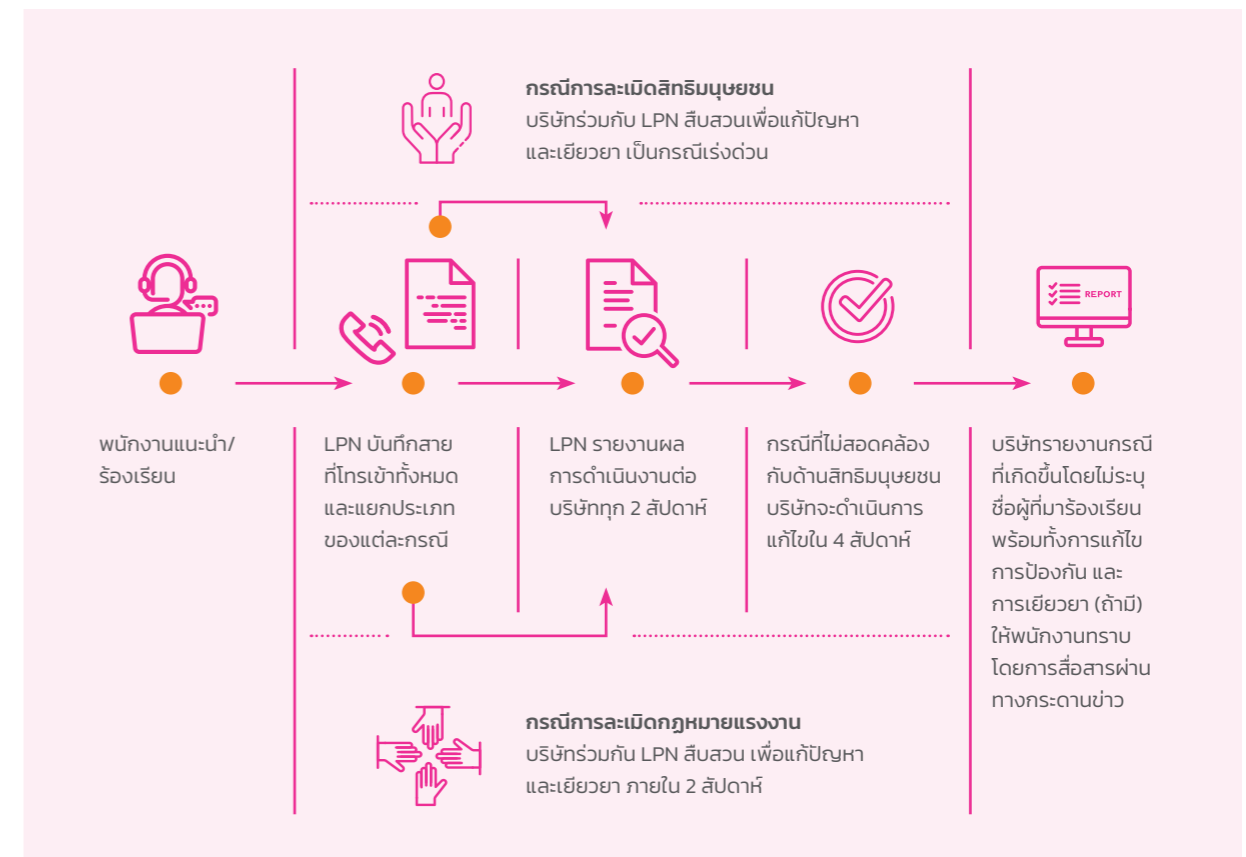 กรณีการละเมิดสิทธิมนุษยชน
บริษัทร่วมกับ LPN สืบสวนเพื่อแก้ปัญหา
และเยียวยา เป็นกรณีเร่งด่วน
REPORT
พนักงานแนะนำ/
ร้องเรียน
LPN บันทึกสาย
ที่โทรเข้าทั้งหมด
และแยกประเภท
ของแต่ละกรณี
LPN รายงานผล
การดำเนินงานต่อ
บริษัททุก 2 สัปดาห์
กรณีที่ไม่สอดคล้อง
กับด้านสิทธิมนุษยชน
บริษัทจะดำเนินการ
แก้ไขใน 4 สัปดาห์
บริษัทรายงานกรณี
ที่เกิดขึ้นโดยไม่ระบุ
ชื่อผู้ที่มาร้องเรียน
พร้อมทั้งการแก้ไข
การป้องกัน และ
การเยียวยา (ถ้ามี)
ให้พนักงานทราบ
โดยการสื่อสารผ่าน
ทางกระดานข่าว
กรณีการละเมิดกฎหมายแรงงาน
บริษัทร่วมกัน LPN สืบสวน เพื่อแก้ปัญหา
และเยียวยา ภายใน 2 สัปดาห์